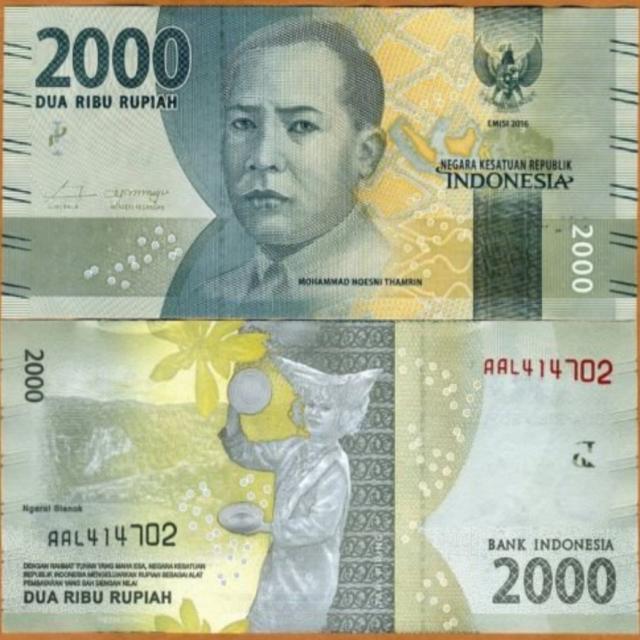 2000
DUA RIBU RUPIAH
EMISI 2016
NEGARA KESATUAN REPUBLIK
INDONESIA
2000
MOHAMMAD HOESNI THAMRIN
2000
AAL414702
Ngarai Sianok
AAL414702
DENGAN RAHMAT TUHAN YANG MAHA ESA, NEGARA KESATUAN
REPUBLIK INDONESIA MENGELUARKAN RUPIAH SEBAGAI ALAT
PEMBAYARAN YANG SAH DENGAN NILAI
DUA RIBU RUPIAH
BANK INDONESIA
2000